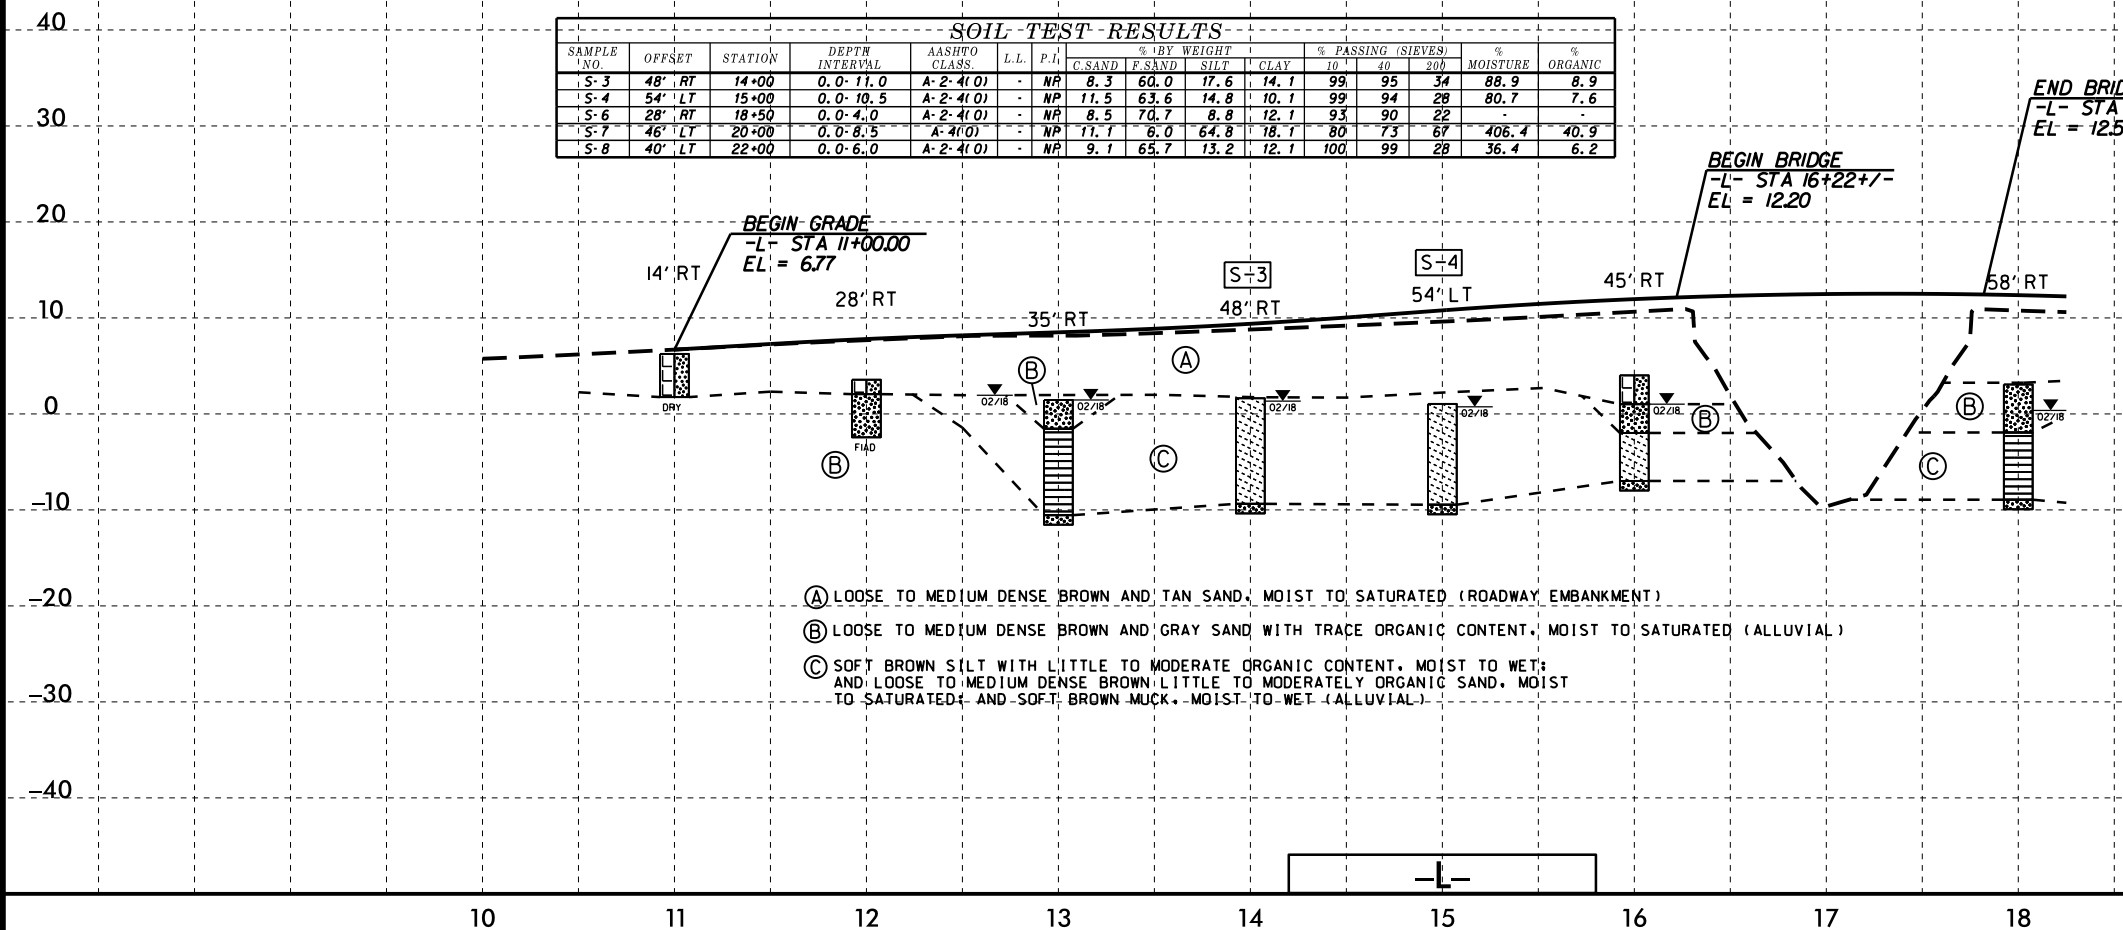 SOIL TEST RESULTS
SAMPLE NO. OFFSET STATION DEPTH INTERVAL AASHTO CLASS. L.L. P.I. % BY WEIGHT % PASSING (SIEVES) % MOISTURE % ORGANIC
C.SAND F.SAND SILT CLAY 10 40 200
S-3 48' RT 14+00 0.0-11.0 A-2-4(0) - NP 8.3 60.0 17.6 14.1 99 95 34 88.9 8.9
S-4 54' LT 15+00 0.0-10.5 A-2-4(0) - NP 11.5 63.6 14.8 10.1 99 94 28 80.7 7.6
S-6 28' RT 18+50 0.0-4.0 A-2-4(0) - NP 8.5 70.7 8.8 12.1 93 90 22 - -
S-7 46' LT 20+00 0.0-8.5 A-4(0) - NP 11.1 6.0 64.8 18.1 80 73 67 406.4 40.9
S-8 40' LT 22+00 0.0-6.0 A-2-4(0) - NP 9.1 65.7 13.2 12.1 100 99 28 36.4 6.2
40
30
20
10
0
-10
-20
-30
-40
END BRID
-L- STA
EL = 12.5
BEGIN BRIDGE
-L- STA 16+22+/-
EL = 12.20
BEGIN GRADE
-L- STA 11+00.00
EL = 6.77
14' RT
28' RT
35' RT
S-3
48' RT
S-4
54' LT
45' RT
58' RT
A
B
B
C
B
B
C
DRY
FIAD
02/18
02/18
02/18
02/18
02/18
02/18
A LOOSE TO MEDIUM DENSE BROWN AND TAN SAND, MOIST TO SATURATED (ROADWAY EMBANKMENT)
B LOOSE TO MEDIUM DENSE BROWN AND GRAY SAND WITH TRACE ORGANIC CONTENT, MOIST TO SATURATED (ALLUVIAL)
C SOFT BROWN SILT WITH LITTLE TO MODERATE ORGANIC CONTENT, MOIST TO WET;
AND LOOSE TO MEDIUM DENSE BROWN LITTLE TO MODERATELY ORGANIC SAND, MOIST
TO SATURATED; AND SOFT BROWN MUCK, MOIST TO WET (ALLUVIAL)
-L-
10 11 12 13 14 15 16 17 18